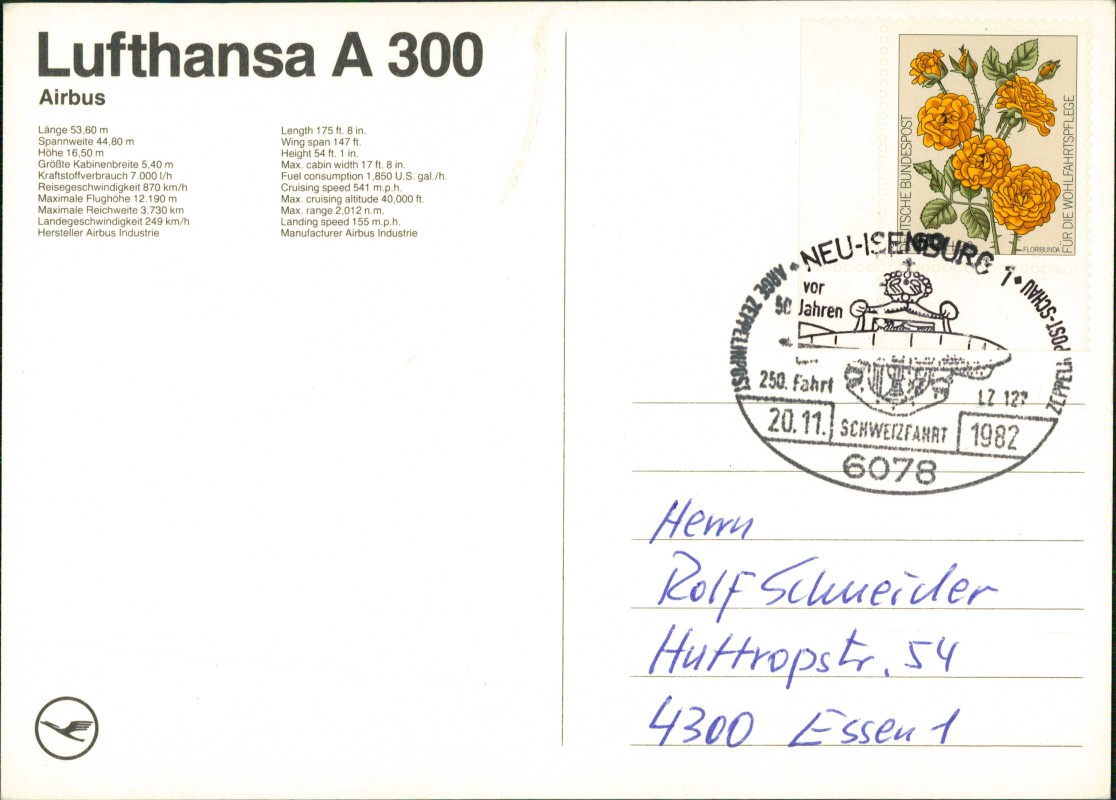 Lufthansa A 300
Airbus
Länge 53,60 m
Spannweite 44,80 m
Höhe 16,50 m
Größte Kabinenbreite 5,40 m
Kraftstoffverbrauch 7.000 l/h
Reisegeschwindigkeit 870 km/h
Maximale Flughöhe 12.190 m
Maximale Reichweite 3.730 km
Landegeschwindigkeit 249 km/h
Hersteller Airbus Industrie
Length 175 ft. 8 in.
Wing span 147 ft.
Height 54 ft. 1 in.
Max. cabin width 17 ft. 8 in.
Fuel consumption 1,850 U.S. gal./h.
Cruising speed 541 m.p.h.
Max. cruising altitude 40,000 ft.
Max. range 2,012 n.m.
Landing speed 155 m.p.h.
Manufacturer Airbus Industrie
DEUTSCHE BUNDESPOST
FÜR DIE WOHLFAHRTSPFLEGE
FLORIBUNDA
NEU-ISENBURG 1
ARGE ZEPPELINPOST
ZEPPELINPOST-SCHAU
vor
50 Jahren
250. Fahrt
LZ 127
20.11.
SCHWEIZFAHRT
1982
6078
Herrn
Rolf Schneider
Huttropstr. 54
4300 Essen 1